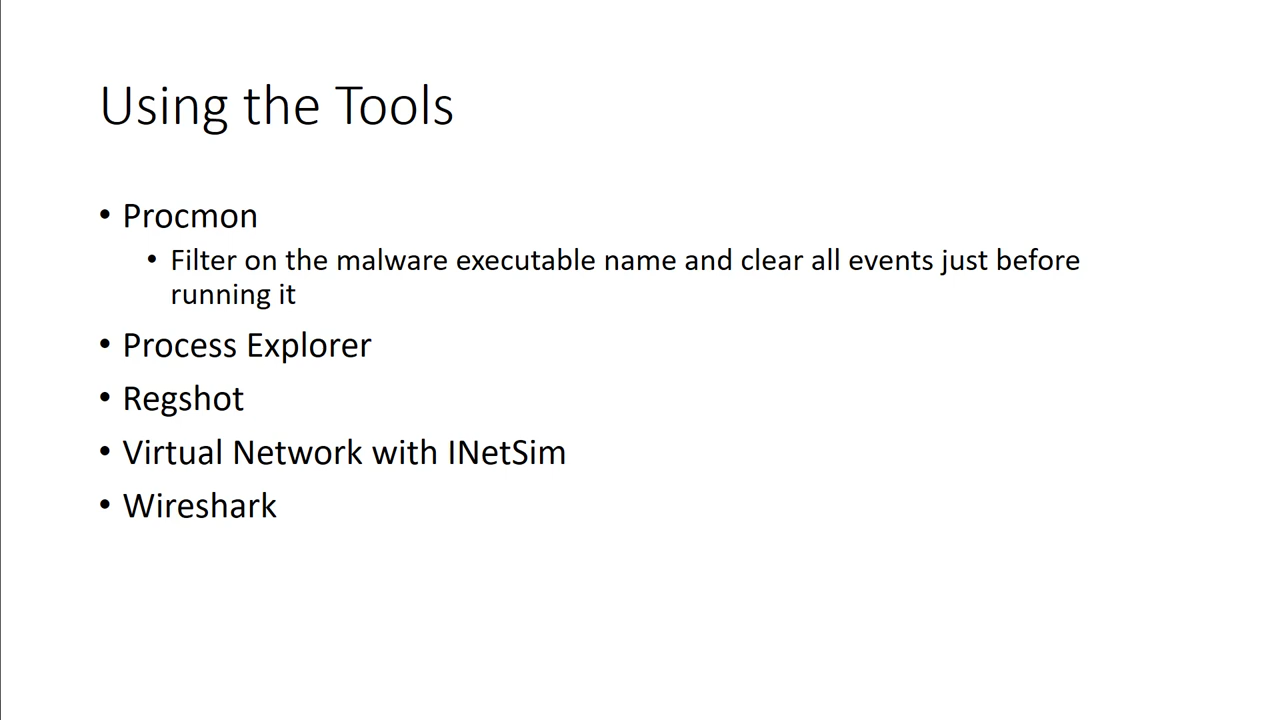 Using the Tools
• Procmon
• Filter on the malware executable name and clear all events just before
running it
• Process Explorer
• Regshot
• Virtual Network with INetSim
• Wireshark